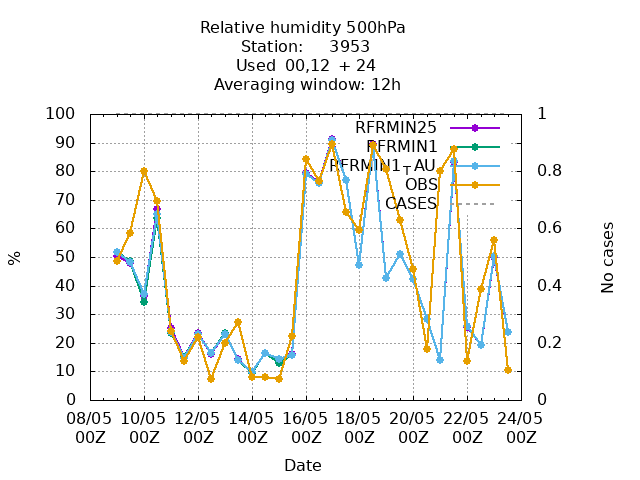 Relative humidity 500hPa
Station:     3953
Used  00,12  + 24
Averaging window: 12h
100 90 80 70 60 50 40 30 20 10 0
1 0.8 0.6 0.4 0.2 0
RFRMIN25
RFRMIN1
RFRMIN1_AU
OBS
CASES
%
No cases
08/05 10/05 12/05 14/05 16/05 18/05 20/05 22/05 24/05
00Z 00Z 00Z 00Z 00Z 00Z 00Z 00Z 00Z
Date